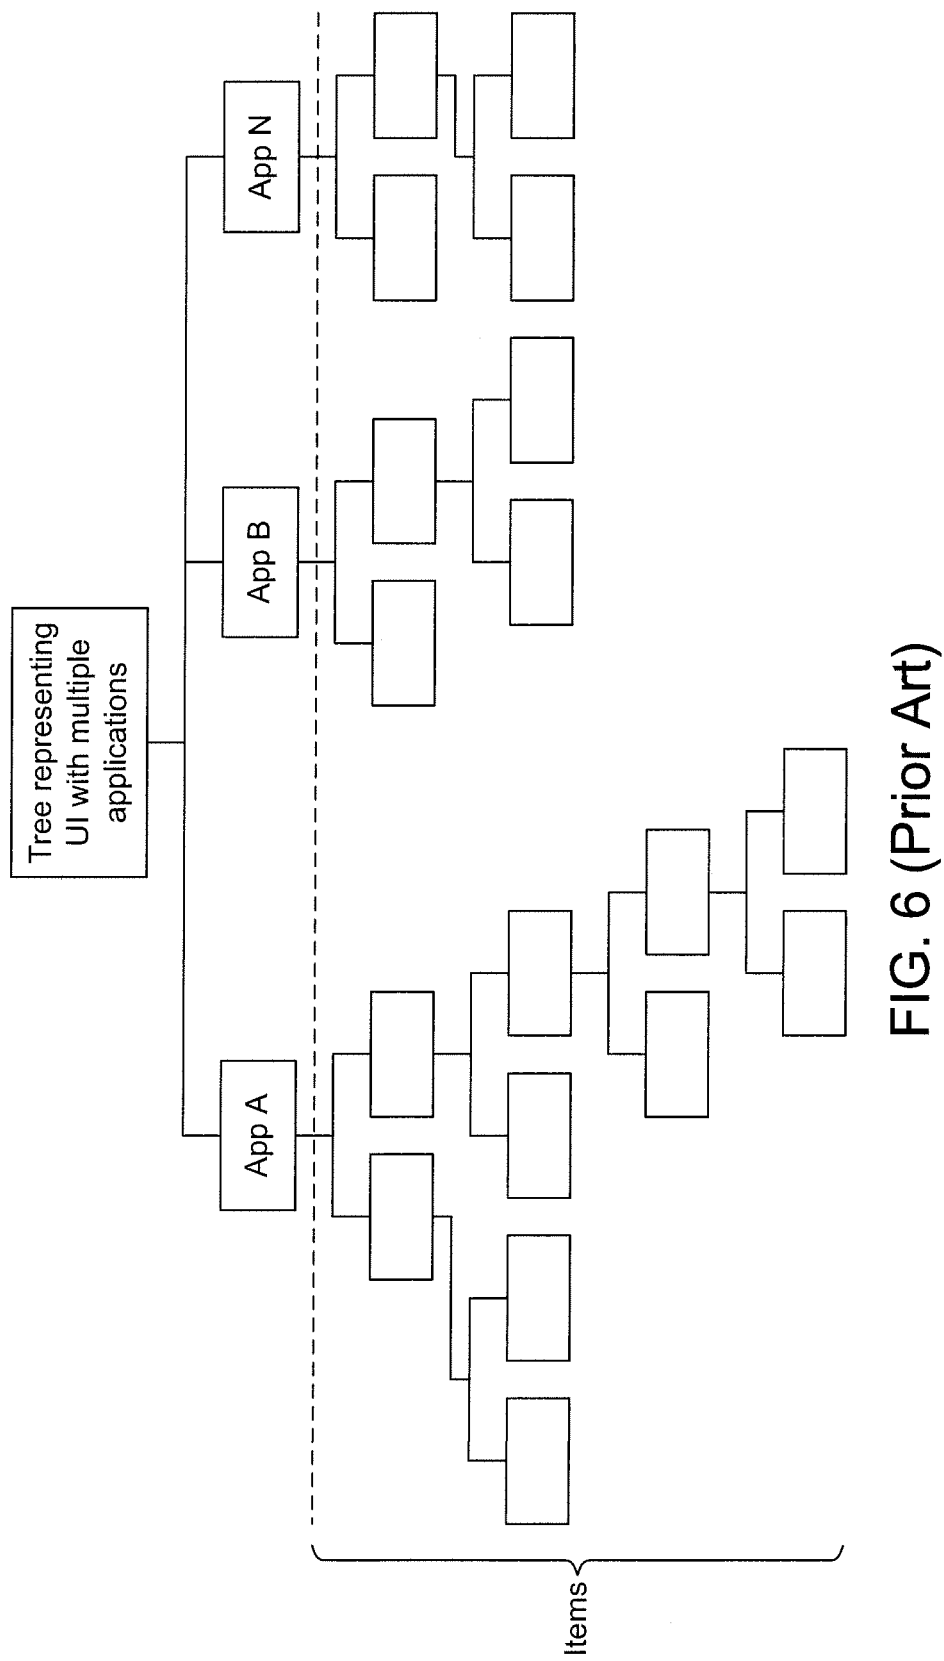 Tree representing
UI with multiple
applications
App A
App B
App N
Items
FIG. 6 (Prior Art)